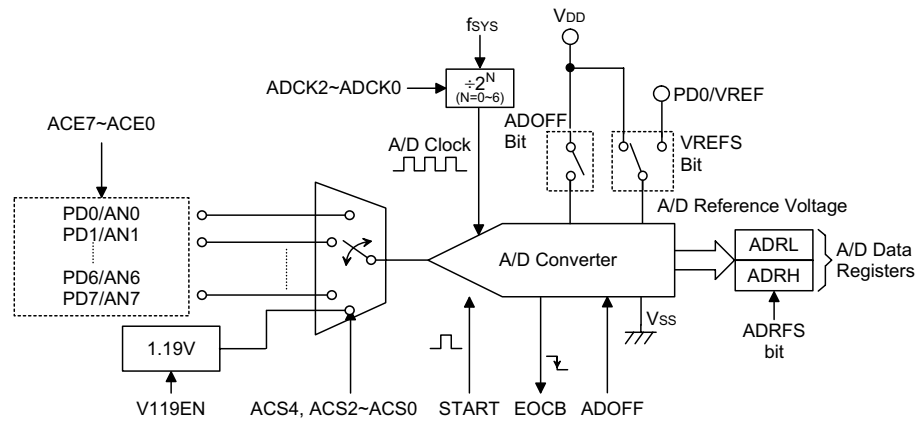 fSYS
VDD
ADCK2~ADCK0
÷2^N
(N=0~6)
PD0/VREF
ACE7~ACE0
A/D Clock
ADOFF
Bit
VREFS
Bit
PD0/AN0
PD1/AN1
PD6/AN6
PD7/AN7
A/D Reference Voltage
A/D Converter
ADRL
ADRH
A/D Data
Registers
1.19V
VSS
ADRFS
bit
V119EN
ACS4, ACS2~ACS0
START
EOCB
ADOFF